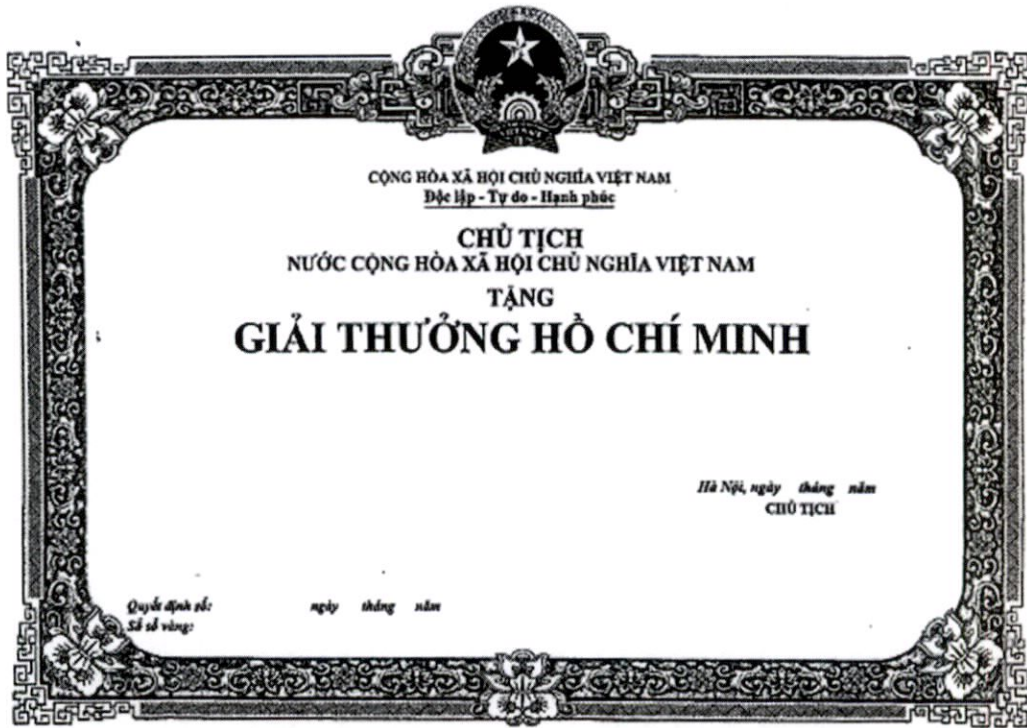 CỘNG HÒA XÃ HỘI CHỦ NGHĨA VIỆT NAM
Độc lập - Tự do - Hạnh phúc
CHỦ TỊCH
NƯỚC CỘNG HÒA XÃ HỘI CHỦ NGHĨA VIỆT NAM
TẶNG
GIẢI THƯỞNG HỒ CHÍ MINH
Hà Nội, ngày tháng năm
CHỦ TỊCH
Quyết định số: ngày tháng năm
Số sổ vàng: